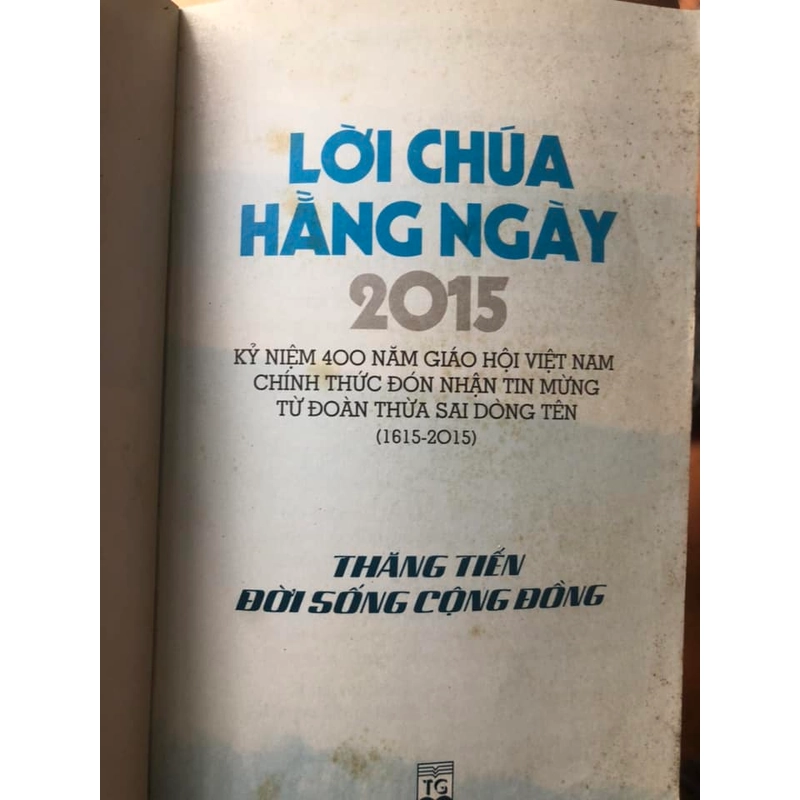 LỜI CHÚA
HẰNG NGÀY
2015
KỶ NIỆM 400 NĂM GIÁO HỘI VIỆT NAM
CHÍNH THỨC ĐÓN NHẬN TIN MỪNG
TỪ ĐOÀN THỪA SAI DÒNG TÊN
(1615-2015)
THĂNG TIẾN
ĐỜI SỐNG CỘNG ĐỒNG
TG